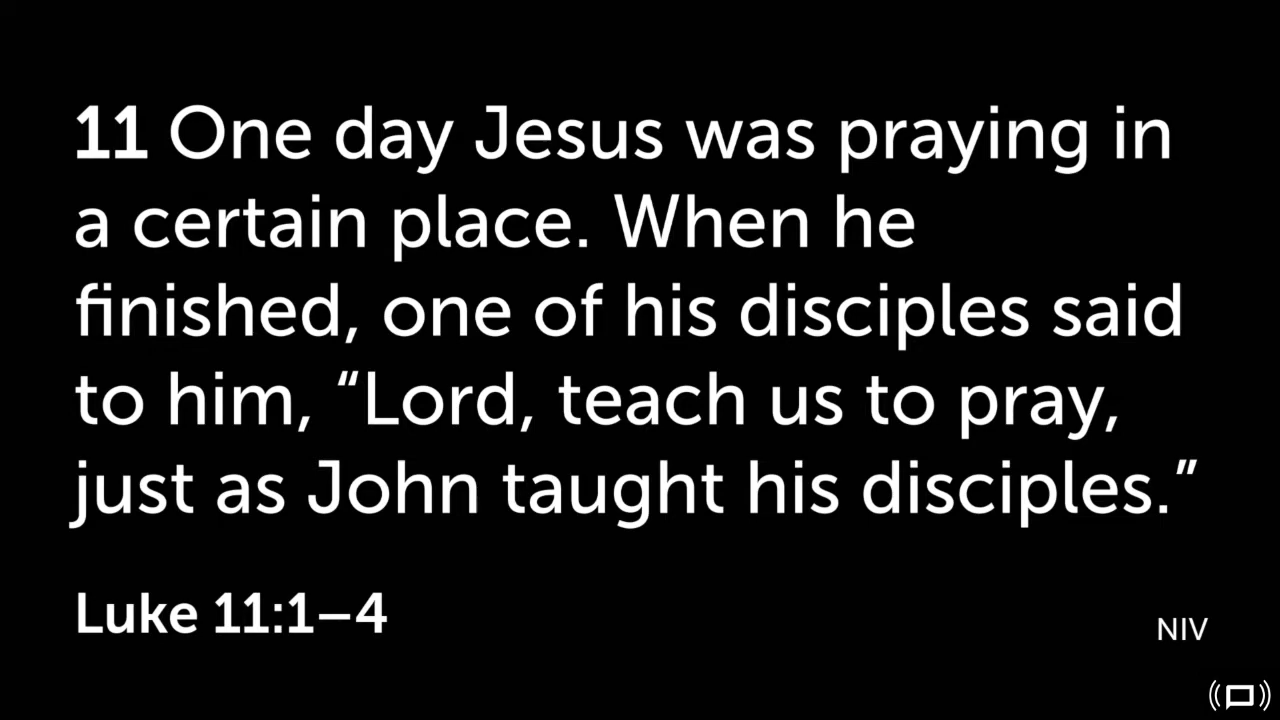 11 One day Jesus was praying in
a certain place. When he
finished, one of his disciples said
to him, “Lord, teach us to pray,
just as John taught his disciples.”
Luke 11:1–4
NIV